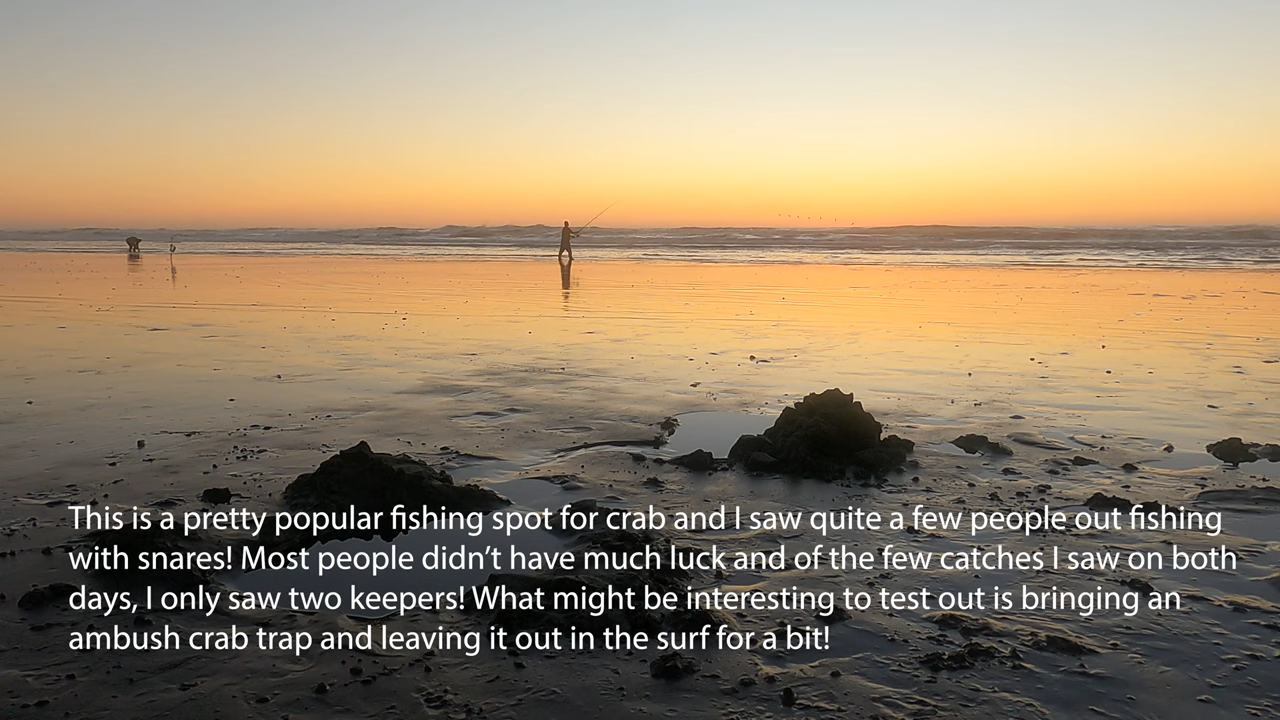 This is a pretty popular fishing spot for crab and I saw quite a few people out fishing
with snares! Most people didn’t have much luck and of the few catches I saw on both
days, I only saw two keepers! What might be interesting to test out is bringing an
ambush crab trap and leaving it out in the surf for a bit!